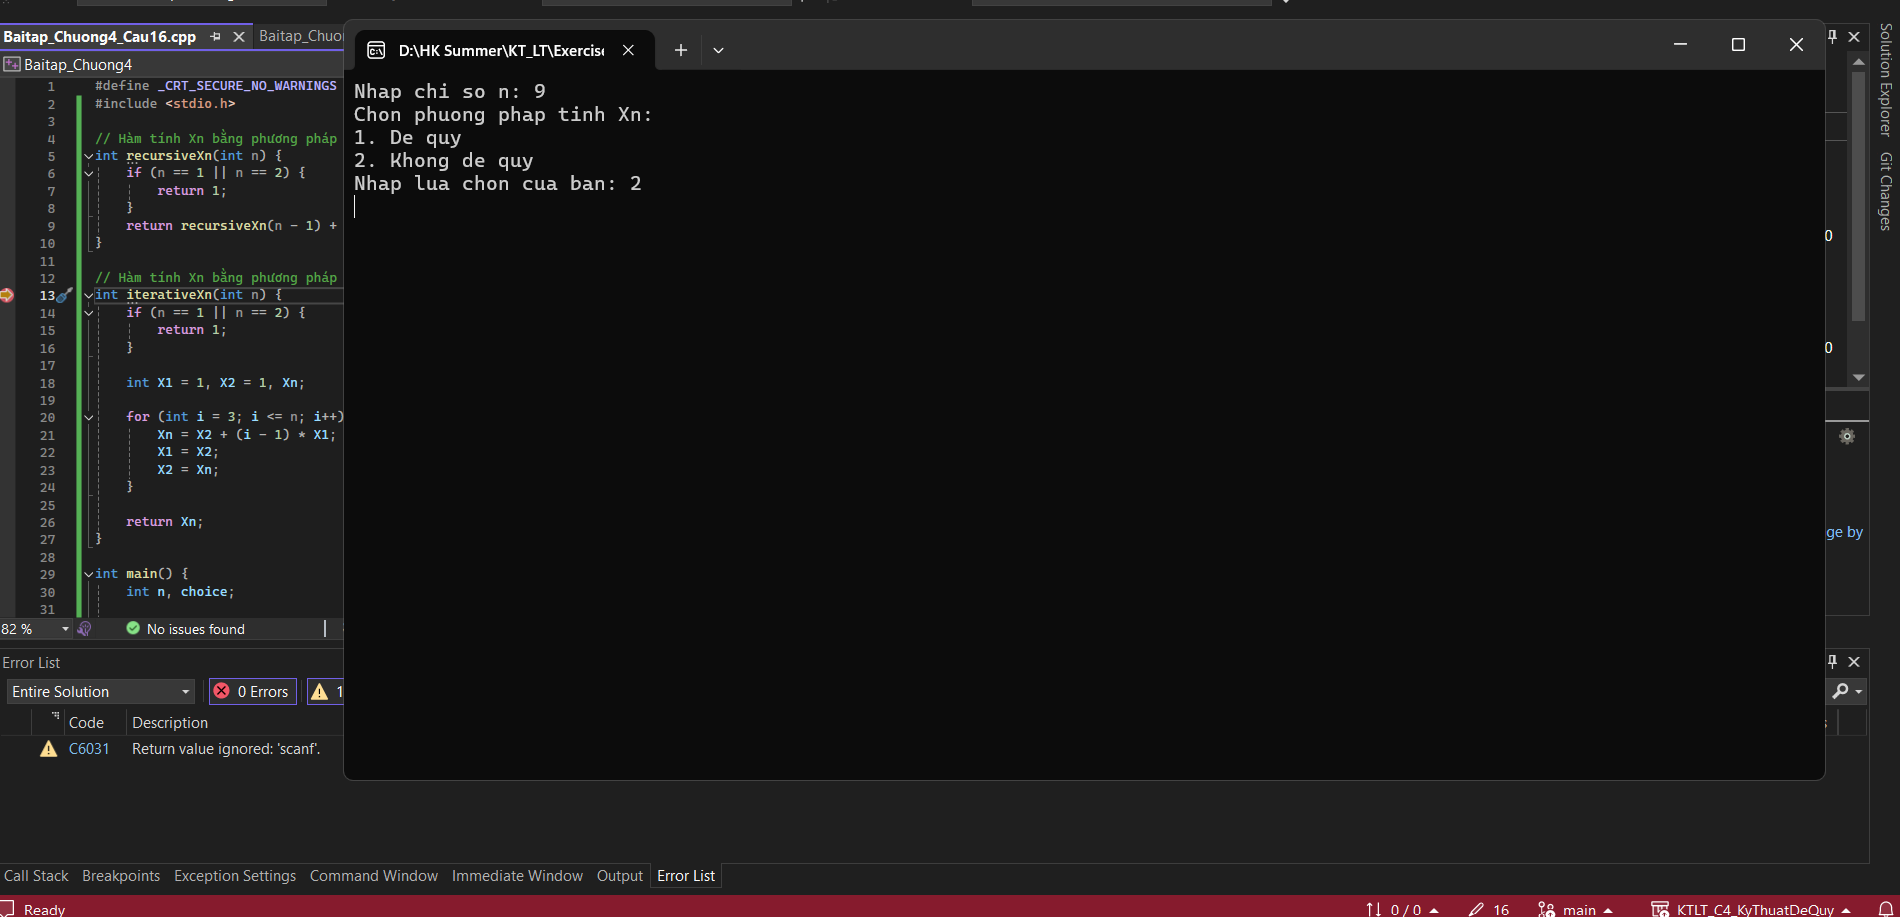 Baitap_Chuong4_Cau16.cpp
Baitap_Chuo
Baitap_Chuong4
1 #define _CRT_SECURE_NO_WARNINGS
2 #include <stdio.h>
3
4 // Hàm tính Xn bằng phương pháp
5 int recursiveXn(int n) {
6 if (n == 1 || n == 2) {
7 return 1;
8 }
9 return recursiveXn(n - 1) +
10 }
11
12 // Hàm tính Xn bằng phương pháp
13 int iterativeXn(int n) {
14 if (n == 1 || n == 2) {
15 return 1;
16 }
17
18 int X1 = 1, X2 = 1, Xn;
19
20 for (int i = 3; i <= n; i++)
21 Xn = X2 + (i - 1) * X1;
22 X1 = X2;
23 X2 = Xn;
24 }
25
26 return Xn;
27 }
28
29 int main() {
30 int n, choice;
31
82 % No issues found
D:\HK Summer\KT_LT\Exercis
Nhap chi so n: 9
Chon phuong phap tinh Xn:
1. De quy
2. Khong de quy
Nhap lua chon cua ban: 2
Solution Explorer
Git Changes
0
0
ge by
Error List
Entire Solution 0 Errors 1
Code Description
C6031 Return value ignored: 'scanf'.
Call Stack Breakpoints Exception Settings Command Window Immediate Window Output Error List
Ready 0 / 0 16 main KTLT_C4_KyThuatDeQuy